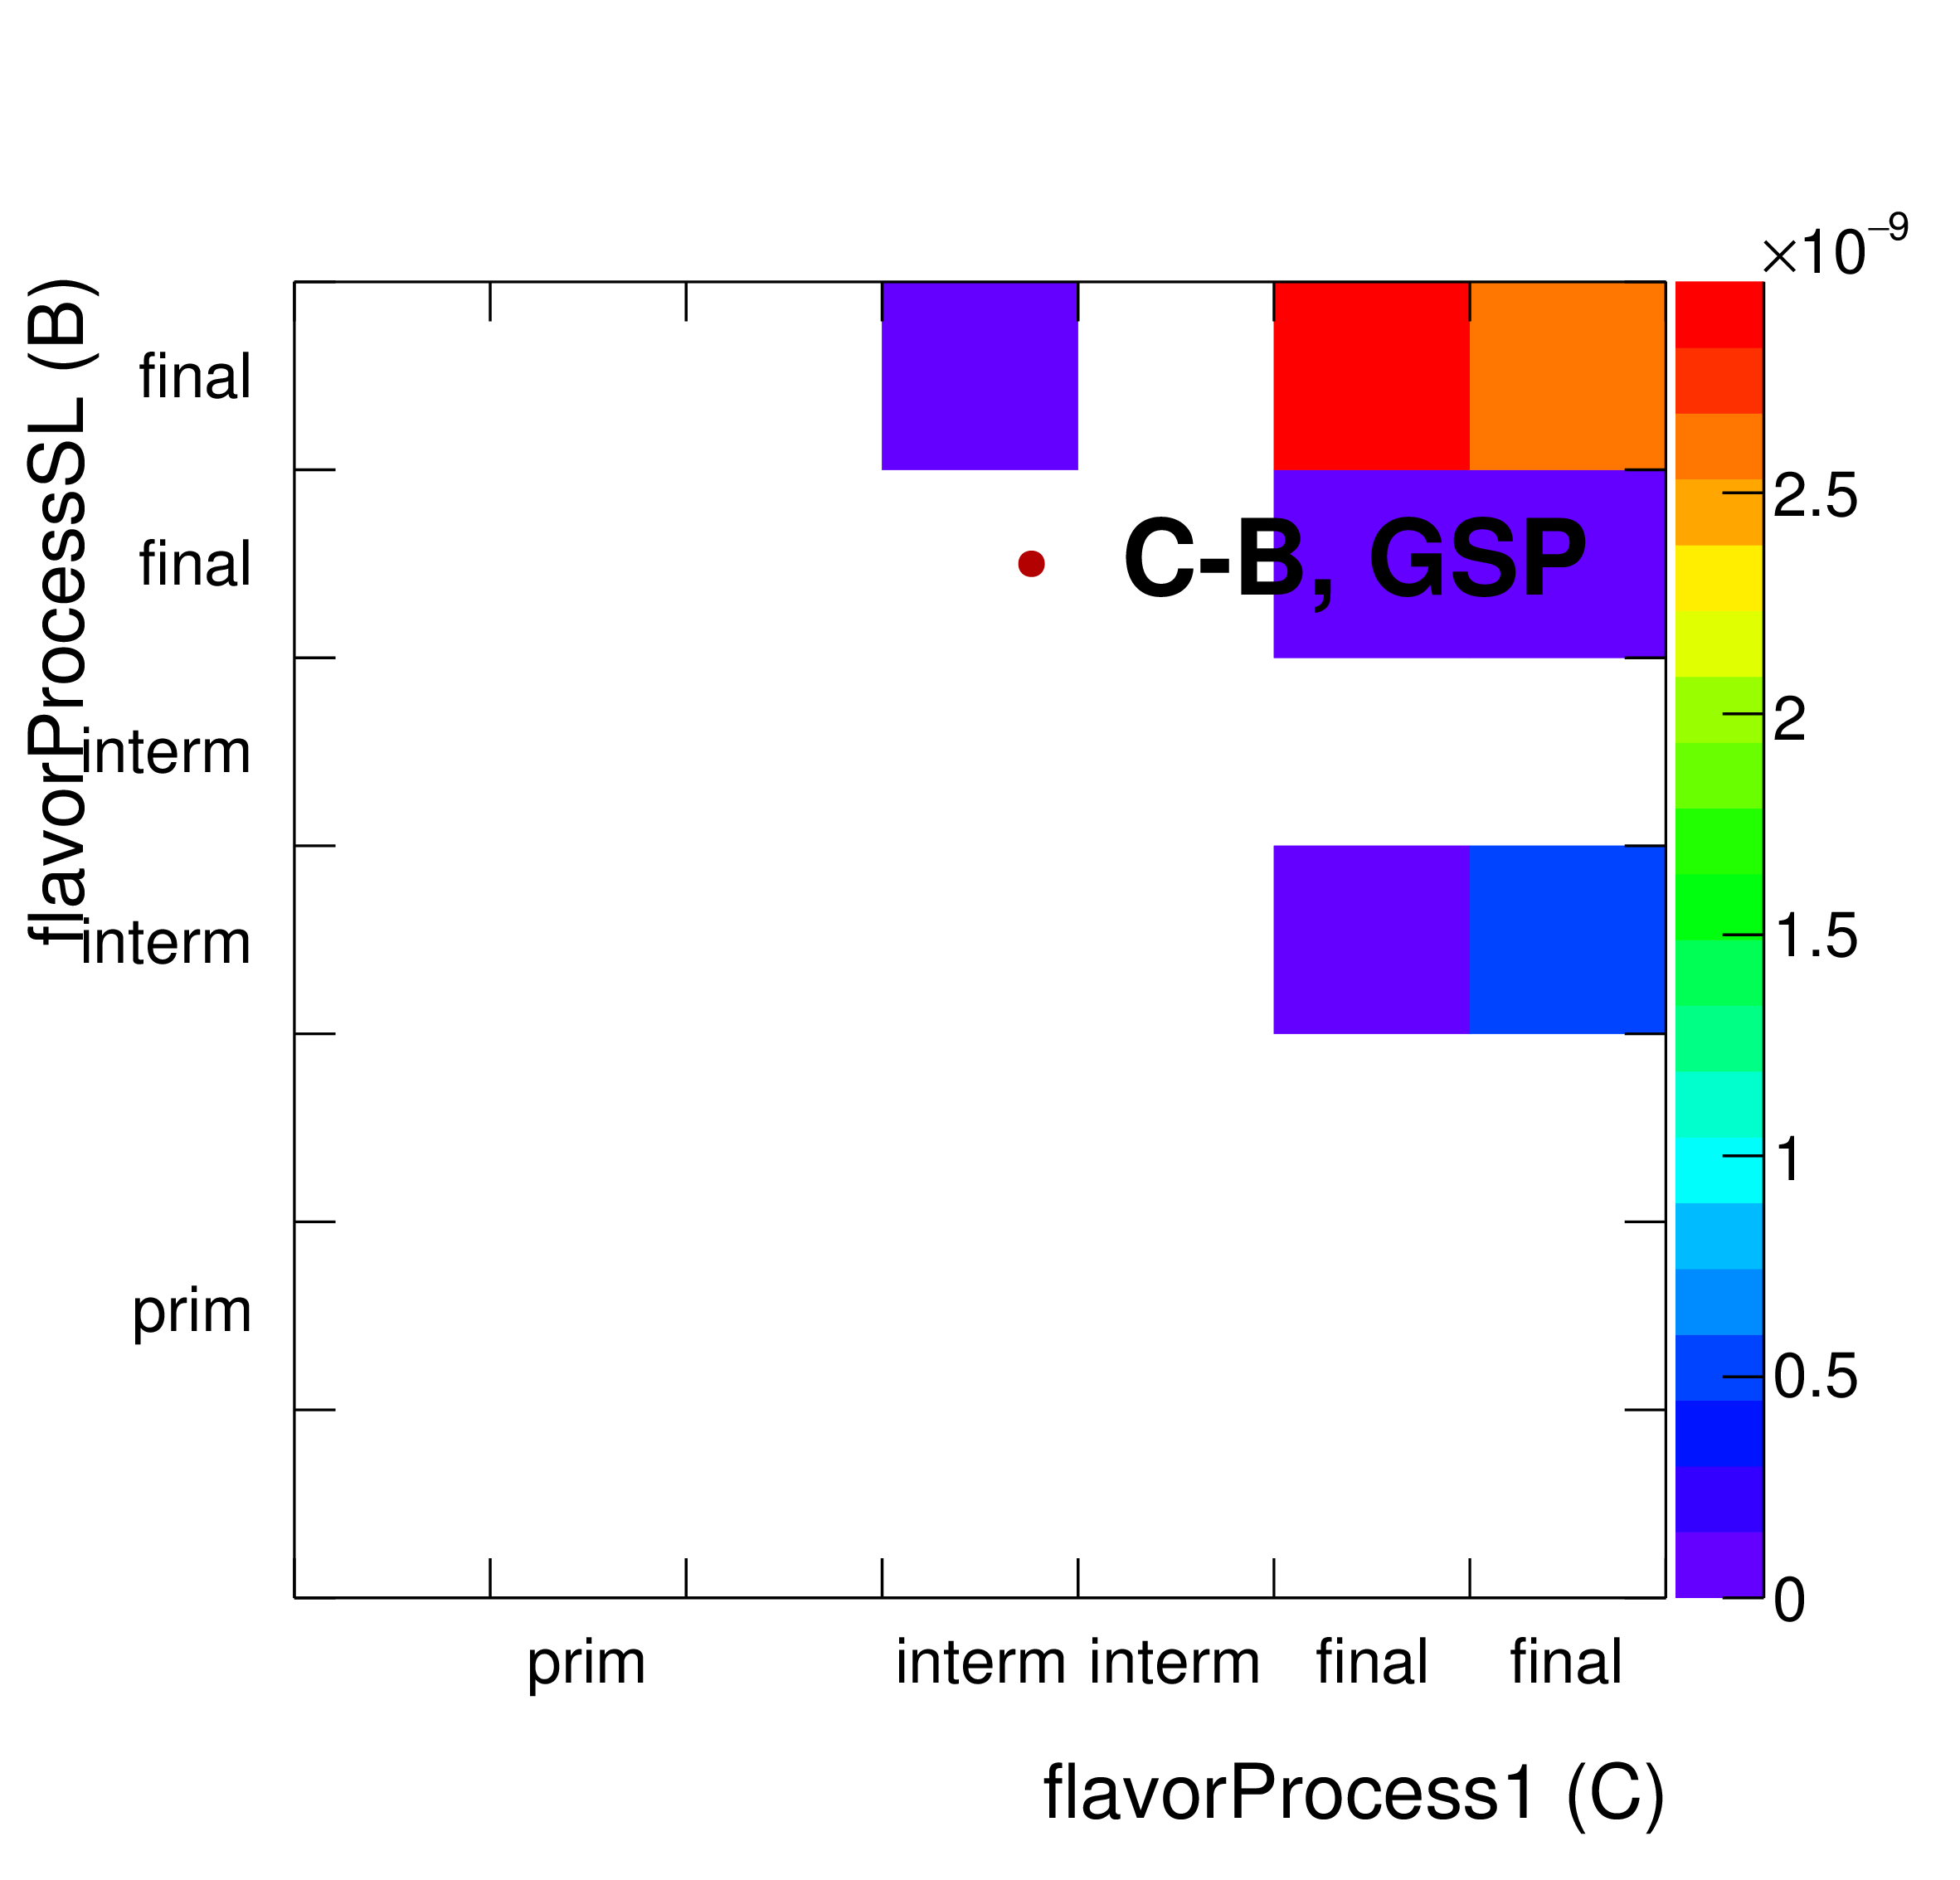 ×10⁻⁹
flavorProcessSL (B)
final
final
interm
interm
prim
C-B, GSP
2.5
2
1.5
1
0.5
0
prim
interm
interm
final
final
flavorProcess1 (C)